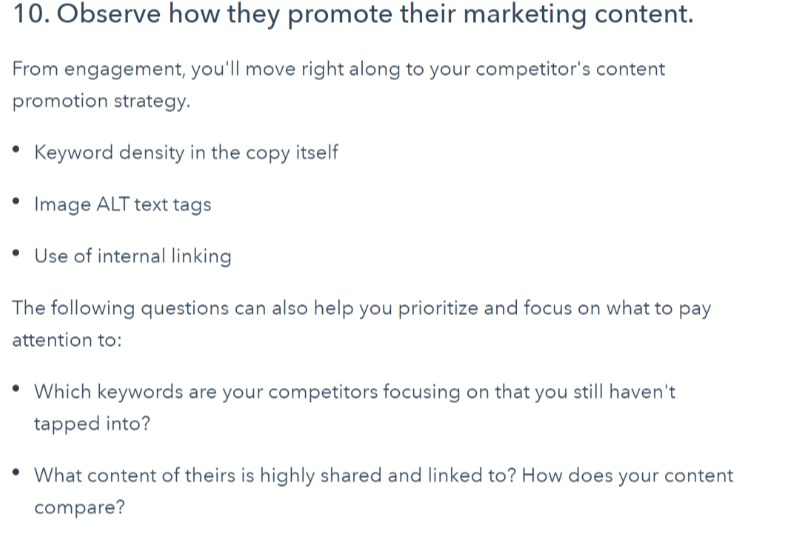 10. Observe how they promote their marketing content.
From engagement, you'll move right along to your competitor's content
promotion strategy.
• Keyword density in the copy itself
• Image ALT text tags
• Use of internal linking
The following questions can also help you prioritize and focus on what to pay
attention to:
• Which keywords are your competitors focusing on that you still haven't
tapped into?
• What content of theirs is highly shared and linked to? How does your content
compare?